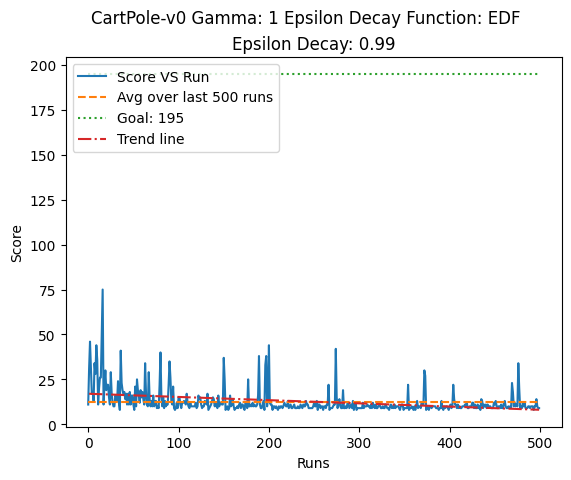 CartPole-v0 Gamma: 1 Epsilon Decay Function: EDF
Epsilon Decay: 0.99
Score VS Run
Avg over last 500 runs
Goal: 195
Trend line
200
175
150
125
100
75
50
25
0
Score
0 100 200 300 400 500
Runs